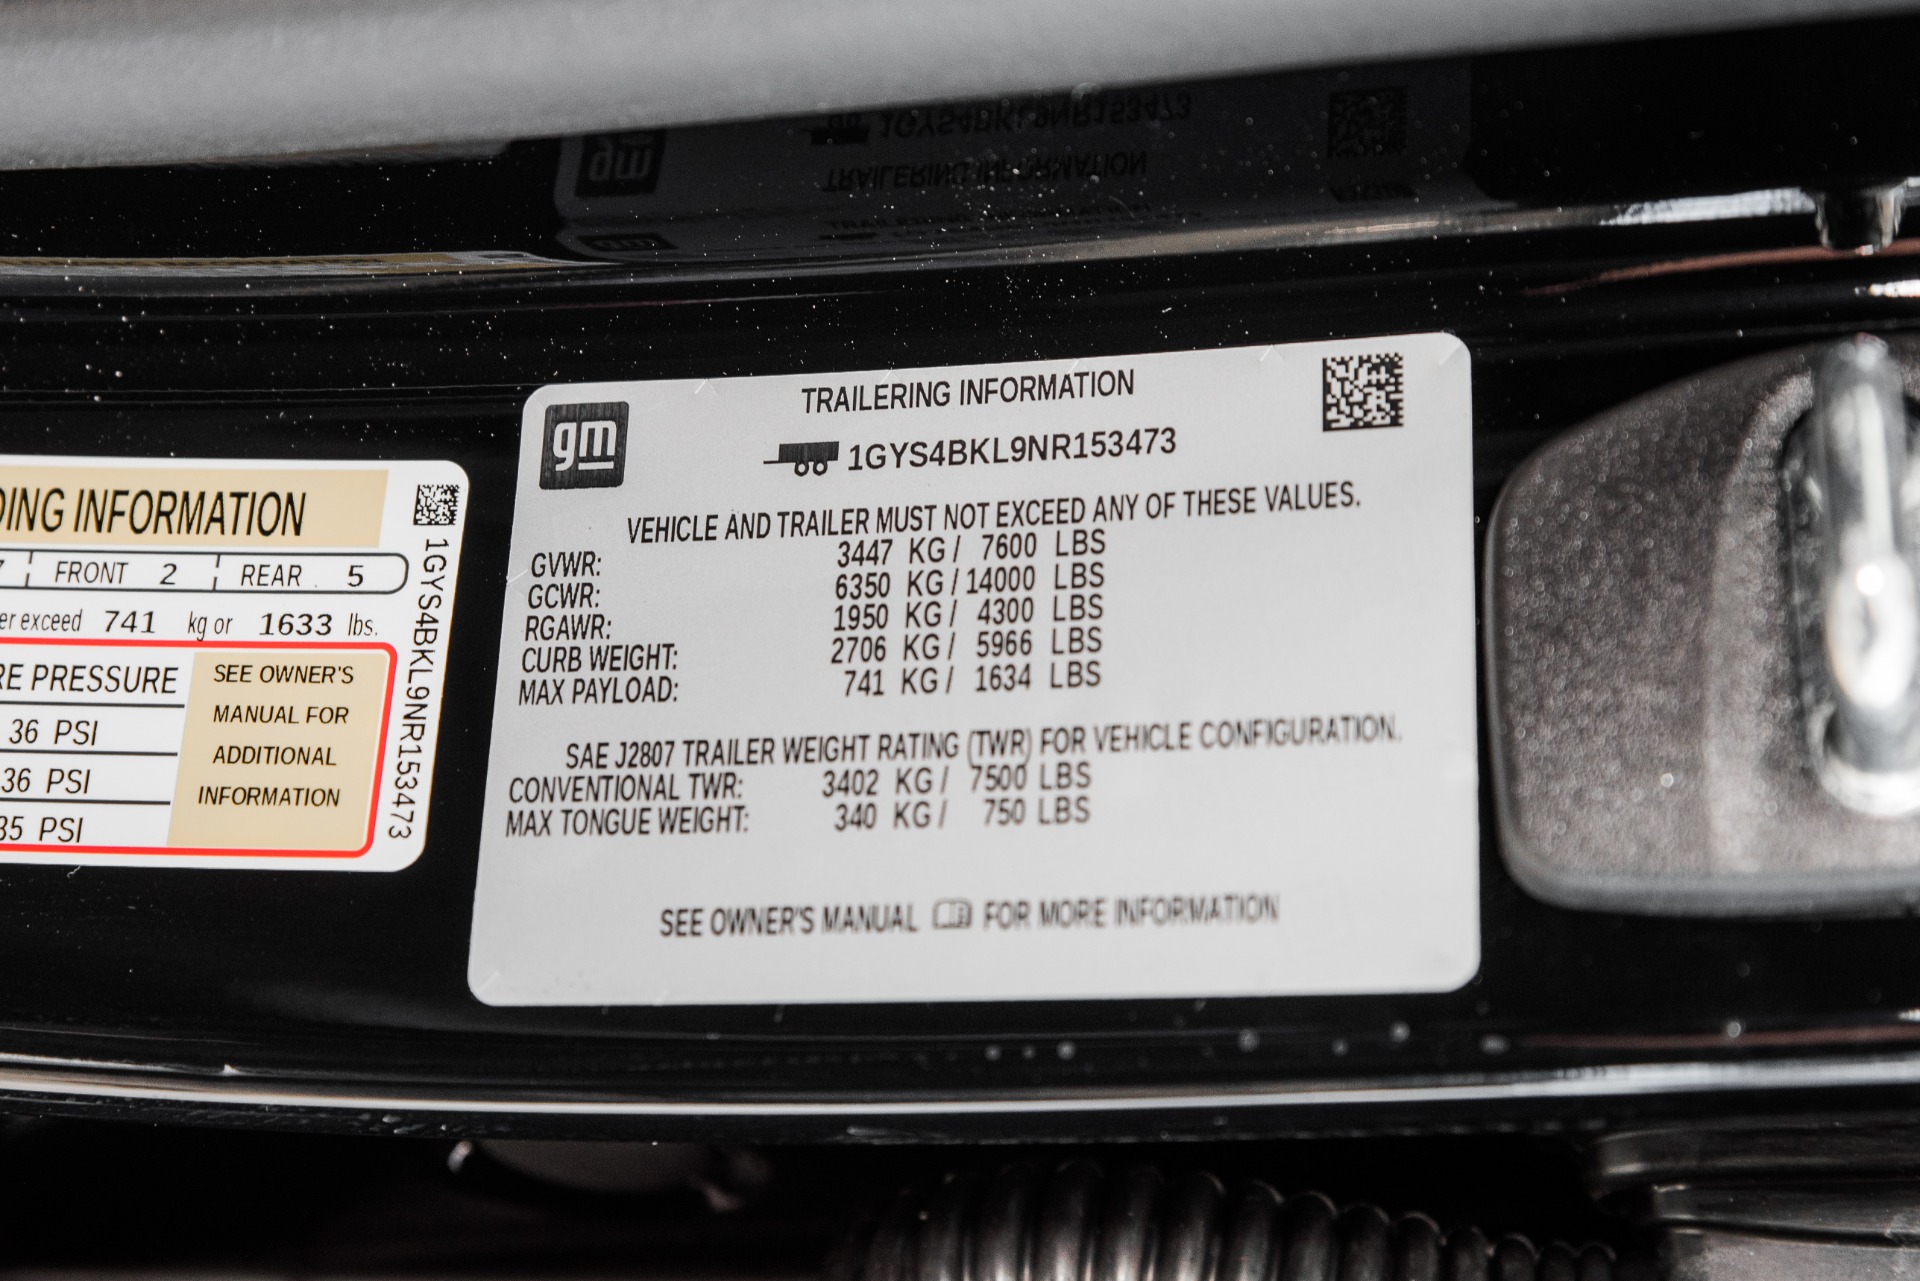 DING INFORMATION
7 FRONT 2 REAR 5
er exceed 741 kg or 1633 lbs.
RE PRESSURE
36 PSI
36 PSI
35 PSI
SEE OWNER'S
MANUAL FOR
ADDITIONAL
INFORMATION
1GYS4BKL9NR153473
gm
TRAILERING INFORMATION
1GYS4BKL9NR153473
VEHICLE AND TRAILER MUST NOT EXCEED ANY OF THESE VALUES.
GVWR: 3447 KG / 7600 LBS
GCWR: 6350 KG / 14000 LBS
RGAWR: 1950 KG / 4300 LBS
CURB WEIGHT: 2706 KG / 5966 LBS
MAX PAYLOAD: 741 KG / 1634 LBS
SAE J2807 TRAILER WEIGHT RATING (TWR) FOR VEHICLE CONFIGURATION.
CONVENTIONAL TWR: 3402 KG / 7500 LBS
MAX TONGUE WEIGHT: 340 KG / 750 LBS
SEE OWNER'S MANUAL FOR MORE INFORMATION